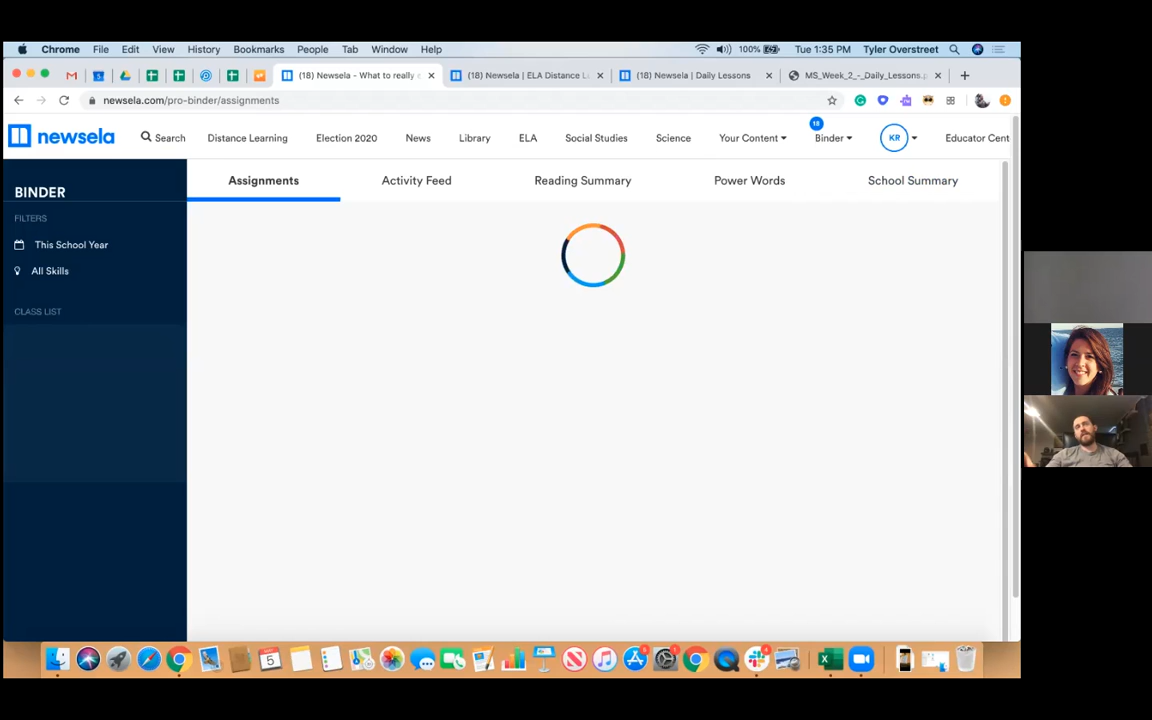 Chrome File Edit View History Bookmarks People Tab Window Help 100% Tue 1:35 PM Tyler Overstreet
(18) Newsela - What to really (18) Newsela | ELA Distance L (18) Newsela | Daily Lessons MS_Week_2_-_Daily_Lessons.p
newsela.com/pro-binder/assignments
newsela Search Distance Learning Election 2020 News Library ELA Social Studies Science Your Content 18 Binder KR Educator Cent
BINDER Assignments Activity Feed Reading Summary Power Words School Summary
FILTERS
This School Year
All Skills
CLASS LIST
5